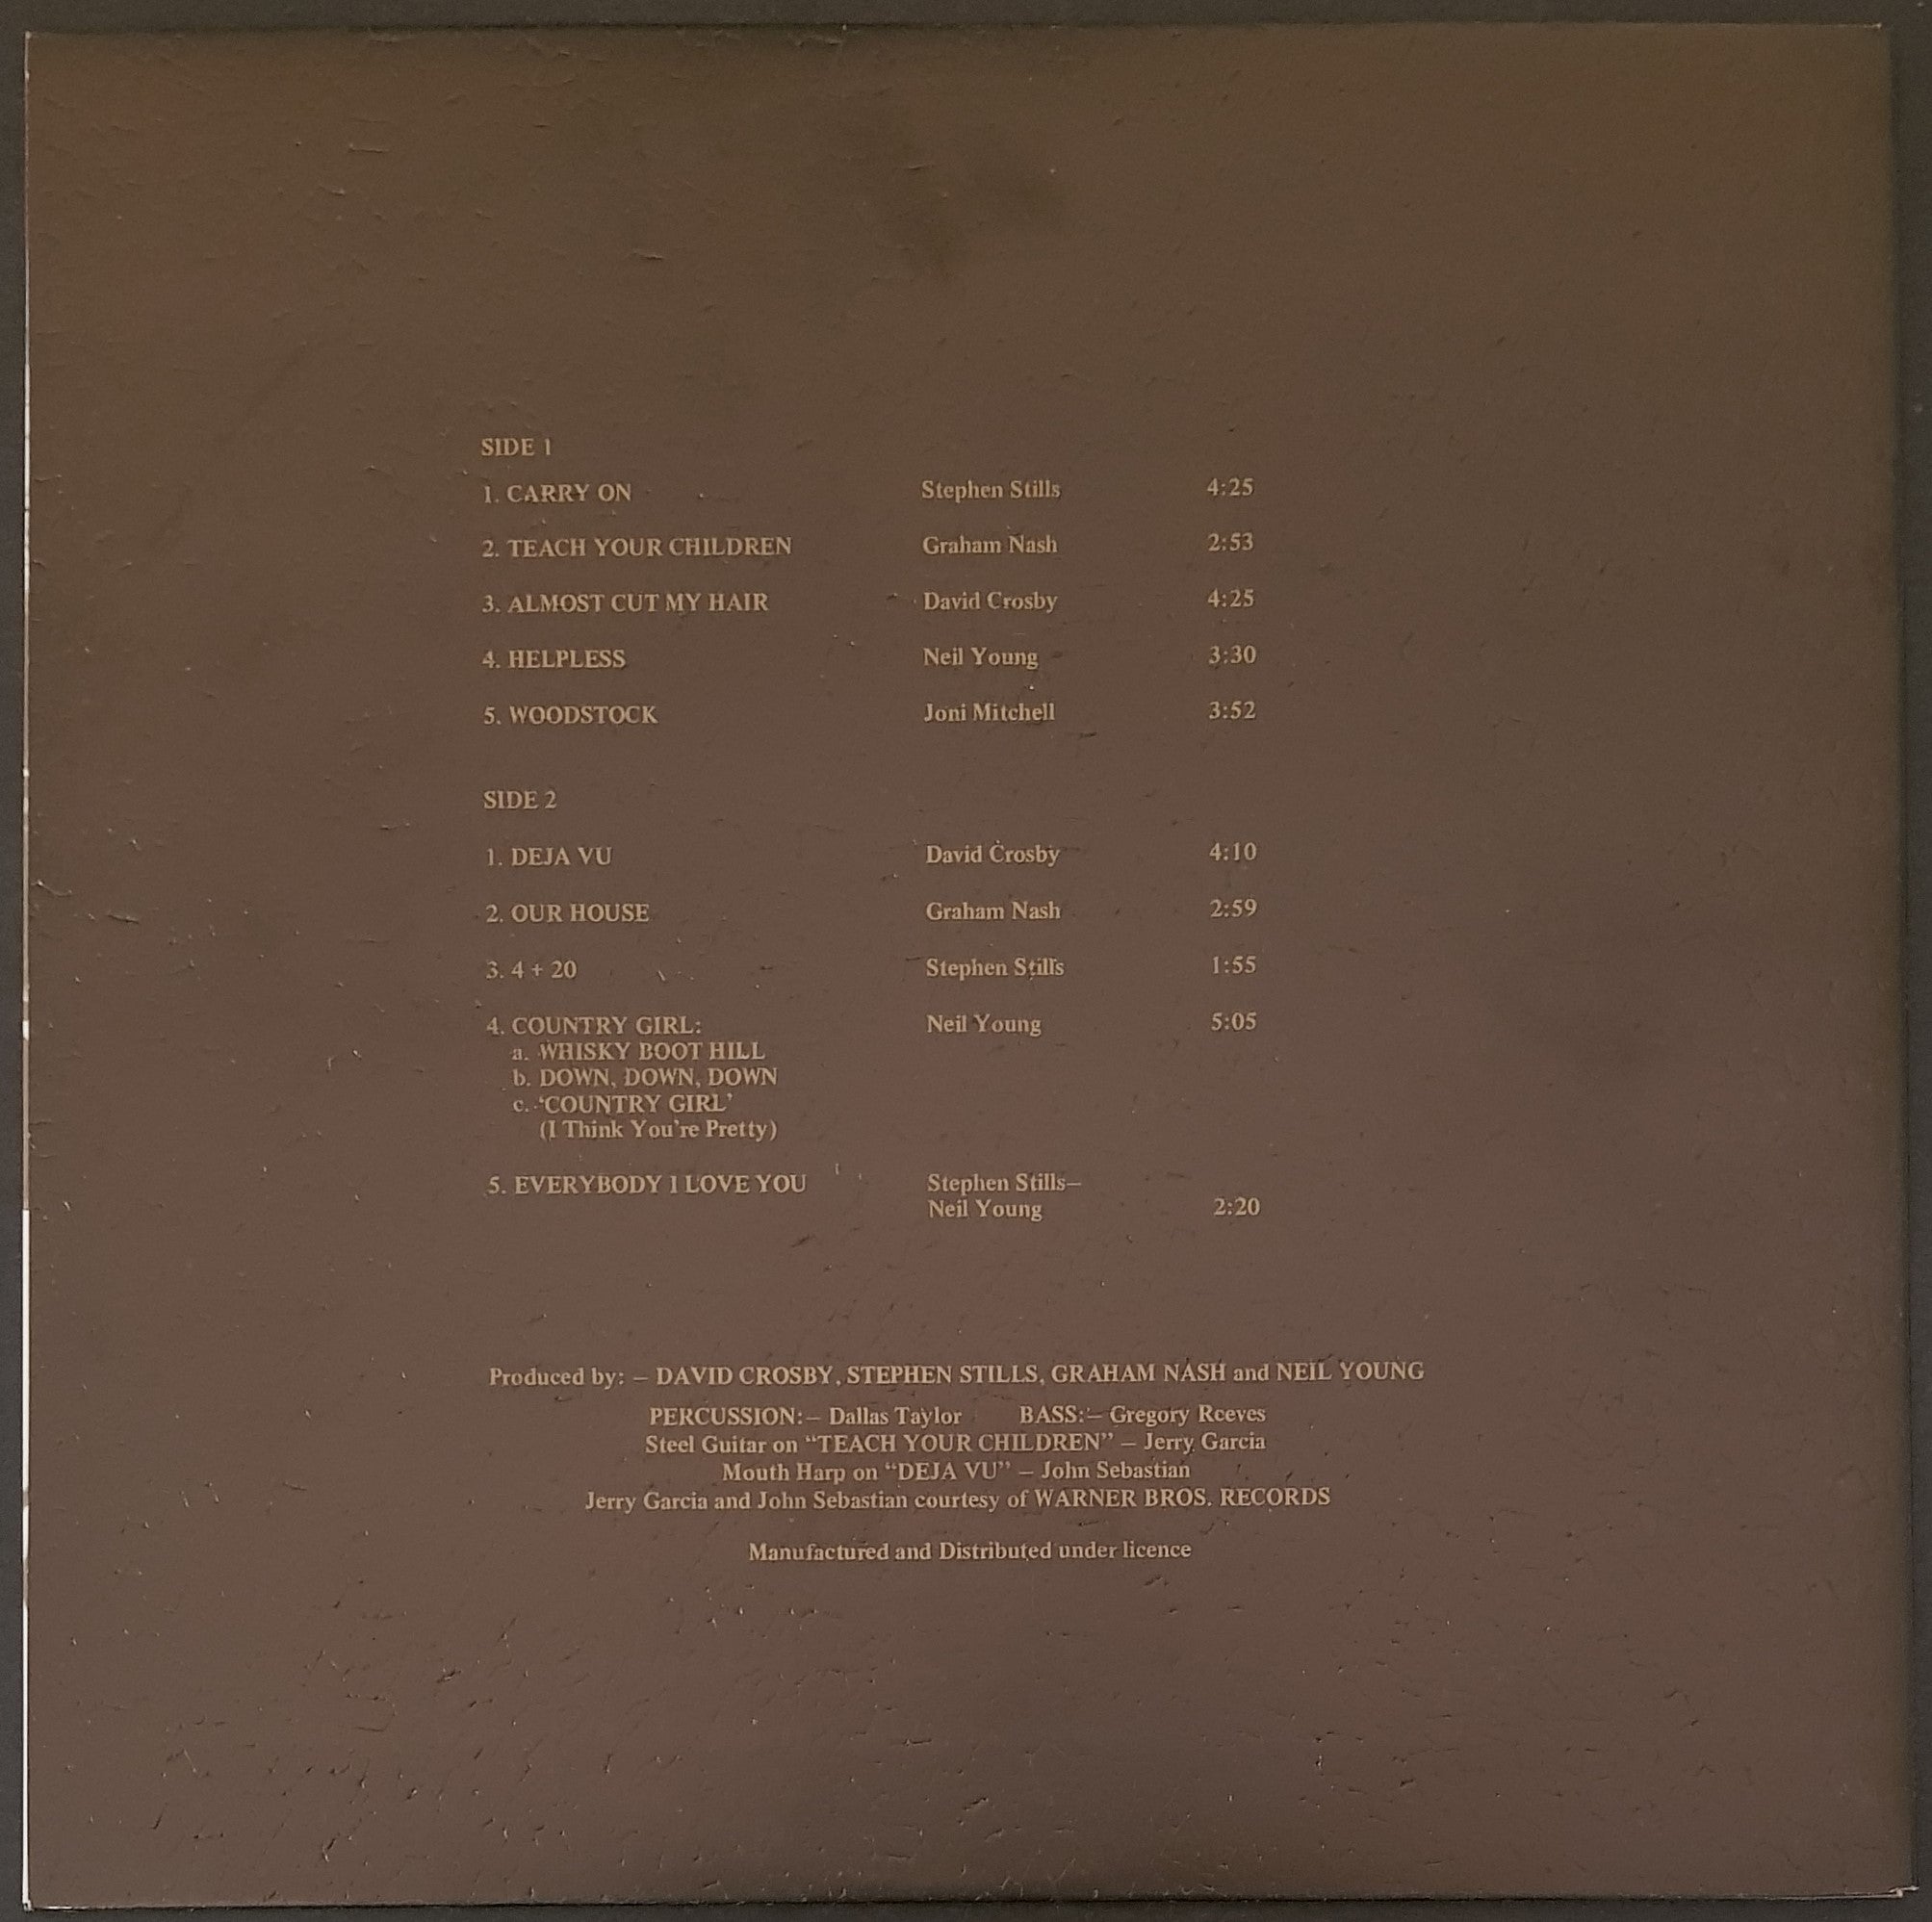 SIDE 1
1. CARRY ON Stephen Stills 4:25
2. TEACH YOUR CHILDREN Graham Nash 2:53
3. ALMOST CUT MY HAIR David Crosby 4:25
4. HELPLESS Neil Young 3:30
5. WOODSTOCK Joni Mitchell 3:52
SIDE 2
1. DEJA VU David Crosby 4:10
2. OUR HOUSE Graham Nash 2:59
3. 4 + 20 Stephen Stills 1:55
4. COUNTRY GIRL: Neil Young 5:05
a. WHISKY BOOT HILL
b. DOWN, DOWN, DOWN
c. ‘COUNTRY GIRL’
(I Think You're Pretty)
5. EVERYBODY I LOVE YOU Stephen Stills–
Neil Young 2:20
Produced by: – DAVID CROSBY, STEPHEN STILLS, GRAHAM NASH and NEIL YOUNG
PERCUSSION:– Dallas Taylor BASS:– Gregory Reeves
Steel Guitar on “TEACH YOUR CHILDREN” – Jerry Garcia
Mouth Harp on “DEJA VU” – John Sebastian
Jerry Garcia and John Sebastian courtesy of WARNER BROS. RECORDS
Manufactured and Distributed under licence